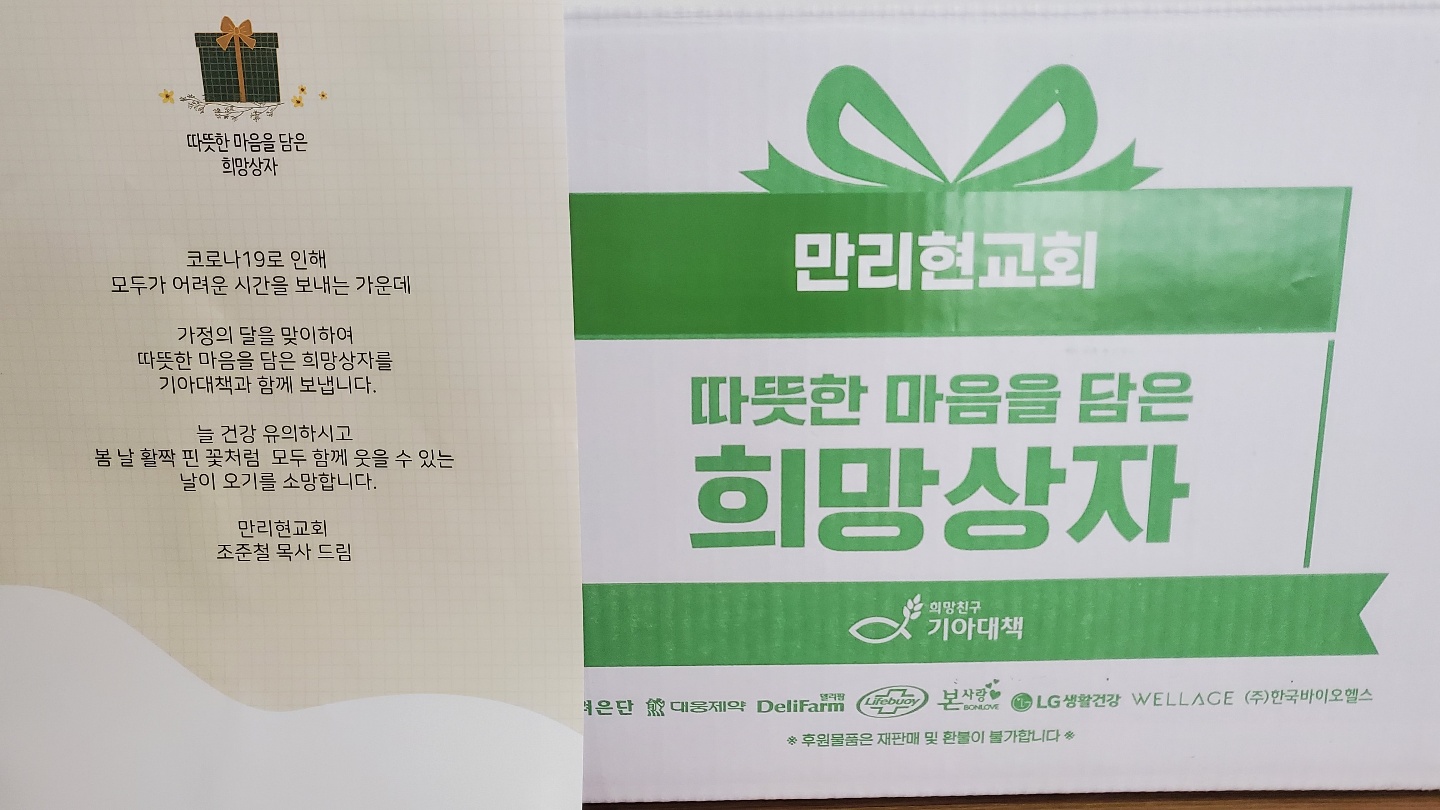 따뜻한 마음을 담은
희망상자
코로나19로 인해
모두가 어려운 시간을 보내는 가운데
가정의 달을 맞이하여
따뜻한 마음을 담은 희망상자를
기아대책과 함께 보냅니다.
늘 건강 유의하시고
봄 날 활짝 핀 꽃처럼 모두 함께 웃을 수 있는
날이 오기를 소망합니다.
만리현교회
조준철 목사 드림
만리현교회
따뜻한 마음을 담은
희망상자
희망친구
기아대책
은단 대웅제약 델리팜 DeliFarm Lifebuoy 본사랑 BONLOVE LG생활건강 WELLAGE (주)한국바이오헬스
※ 후원물품은 재판매 및 환불이 불가합니다 ※